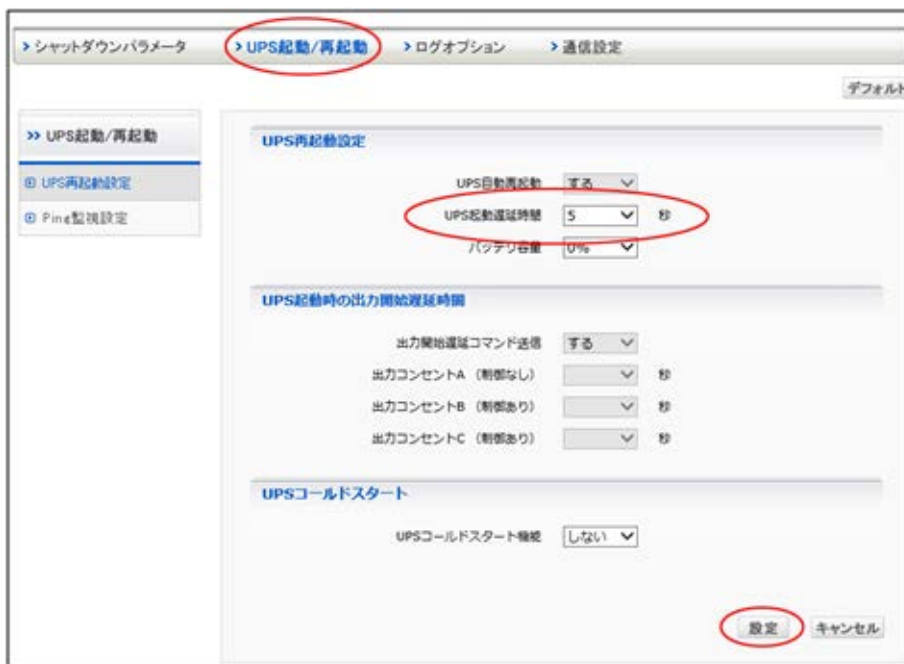 シャットダウンパラメータ UPS起動/再起動 ログオプション 通信設定
デフォルト
UPS起動/再起動
UPS再起動設定
Ping監視設定
UPS再起動設定
UPS自動再起動 する
UPS起動遅延時間 5 秒
バッテリ容量 0%
UPS起動時の出力開始遅延時間
出力開始遅延コマンド送信 する
出力コンセントA （制御なし） 秒
出力コンセントB （制御あり） 秒
出力コンセントC （制御あり） 秒
UPSコールドスタート
UPSコールドスタート機能 しない
設定 キャンセル